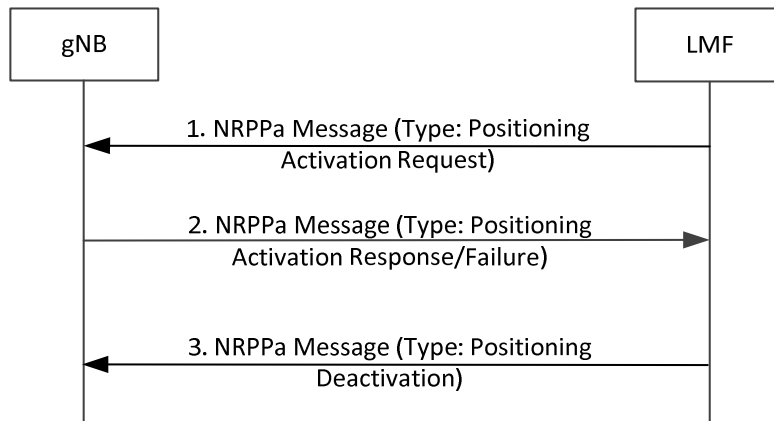 gNB
LMF
1. NRPPa Message (Type: Positioning
Activation Request)
2. NRPPa Message (Type: Positioning
Activation Response/Failure)
3. NRPPa Message (Type: Positioning
Deactivation)